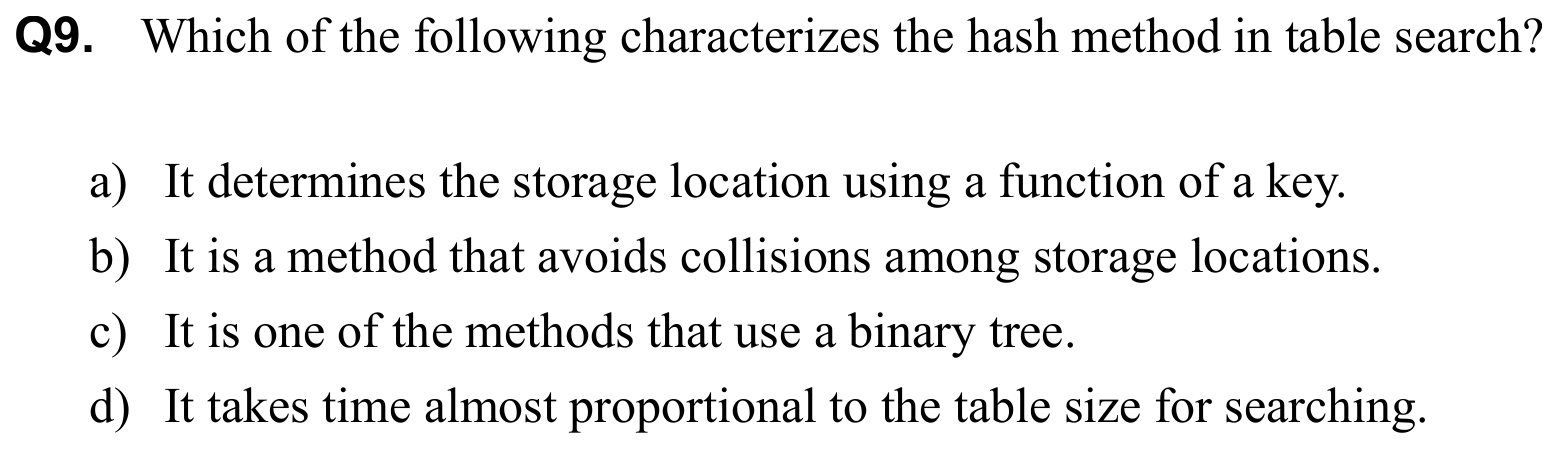 Q9. Which of the following characterizes the hash method in table search?
a) It determines the storage location using a function of a key.
b) It is a method that avoids collisions among storage locations.
c) It is one of the methods that use a binary tree.
d) It takes time almost proportional to the table size for searching.